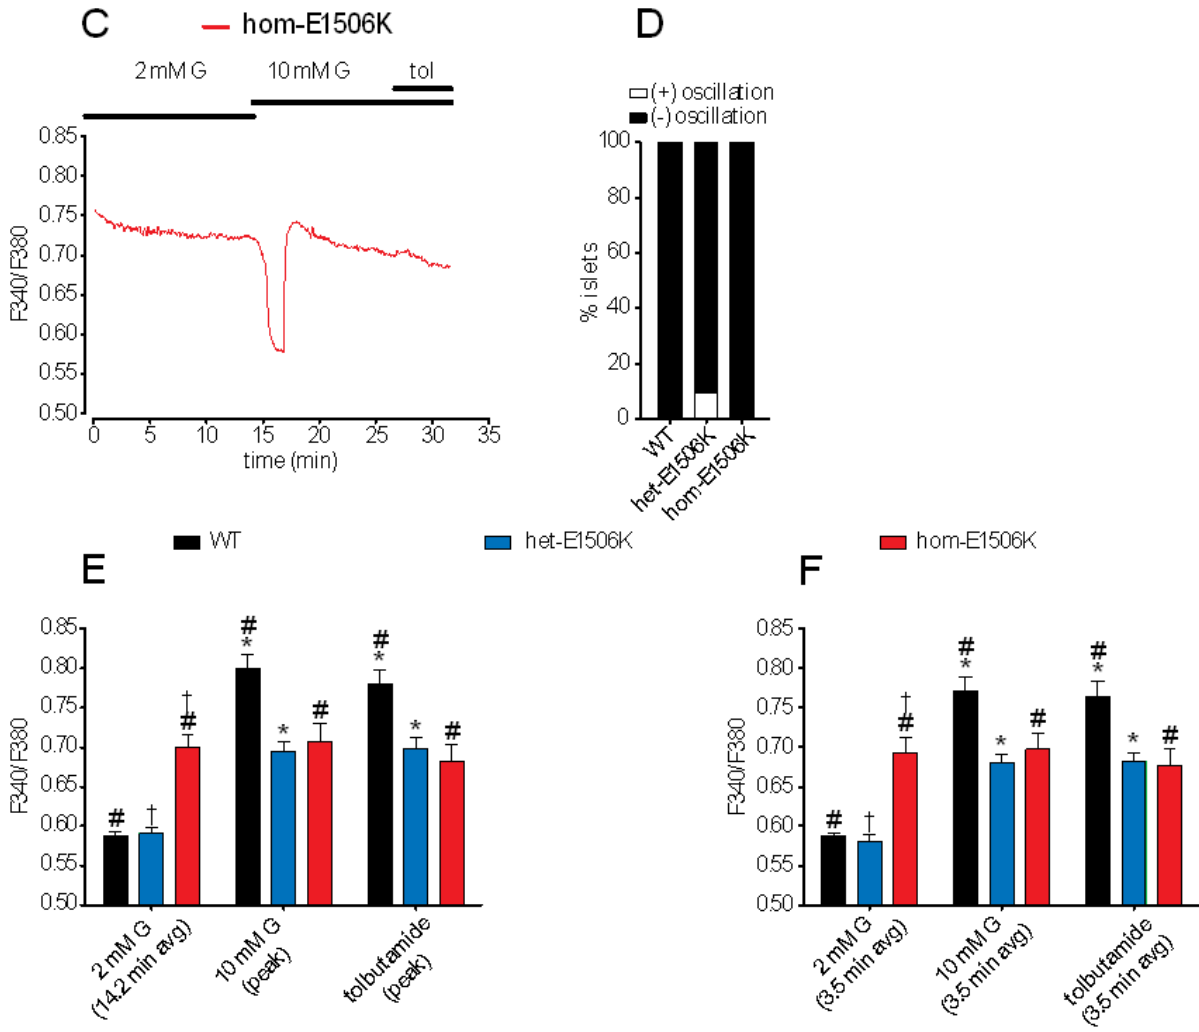 C
hom-E1506K
2 mM G
10 mM G
tol
0.85
0.80
0.75
0.70
0.65
0.60
0.55
0.50
F340/F380
0
5
10
15
20
25
30
35
time (min)
D
(+) oscillation
(-) oscillation
100
80
60
40
20
0
% islets
WT
het-E1506K
hom-E1506K
WT
het-E1506K
hom-E1506K
E
0.85
0.80
0.75
0.70
0.65
0.60
0.55
0.50
F340/F380
#
†
†
#
#
*
*
#
#
*
*
#
2 mM G
(14.2 min avg)
10 mM G
(peak)
tolbutamide
(peak)
F
0.85
0.80
0.75
0.70
0.65
0.60
0.55
0.50
F340/F380
#
†
†
#
#
*
*
#
#
*
*
#
2 mM G
(3.5 min avg)
10 mM G
(3.5 min avg)
tolbutamide
(3.5 min avg)